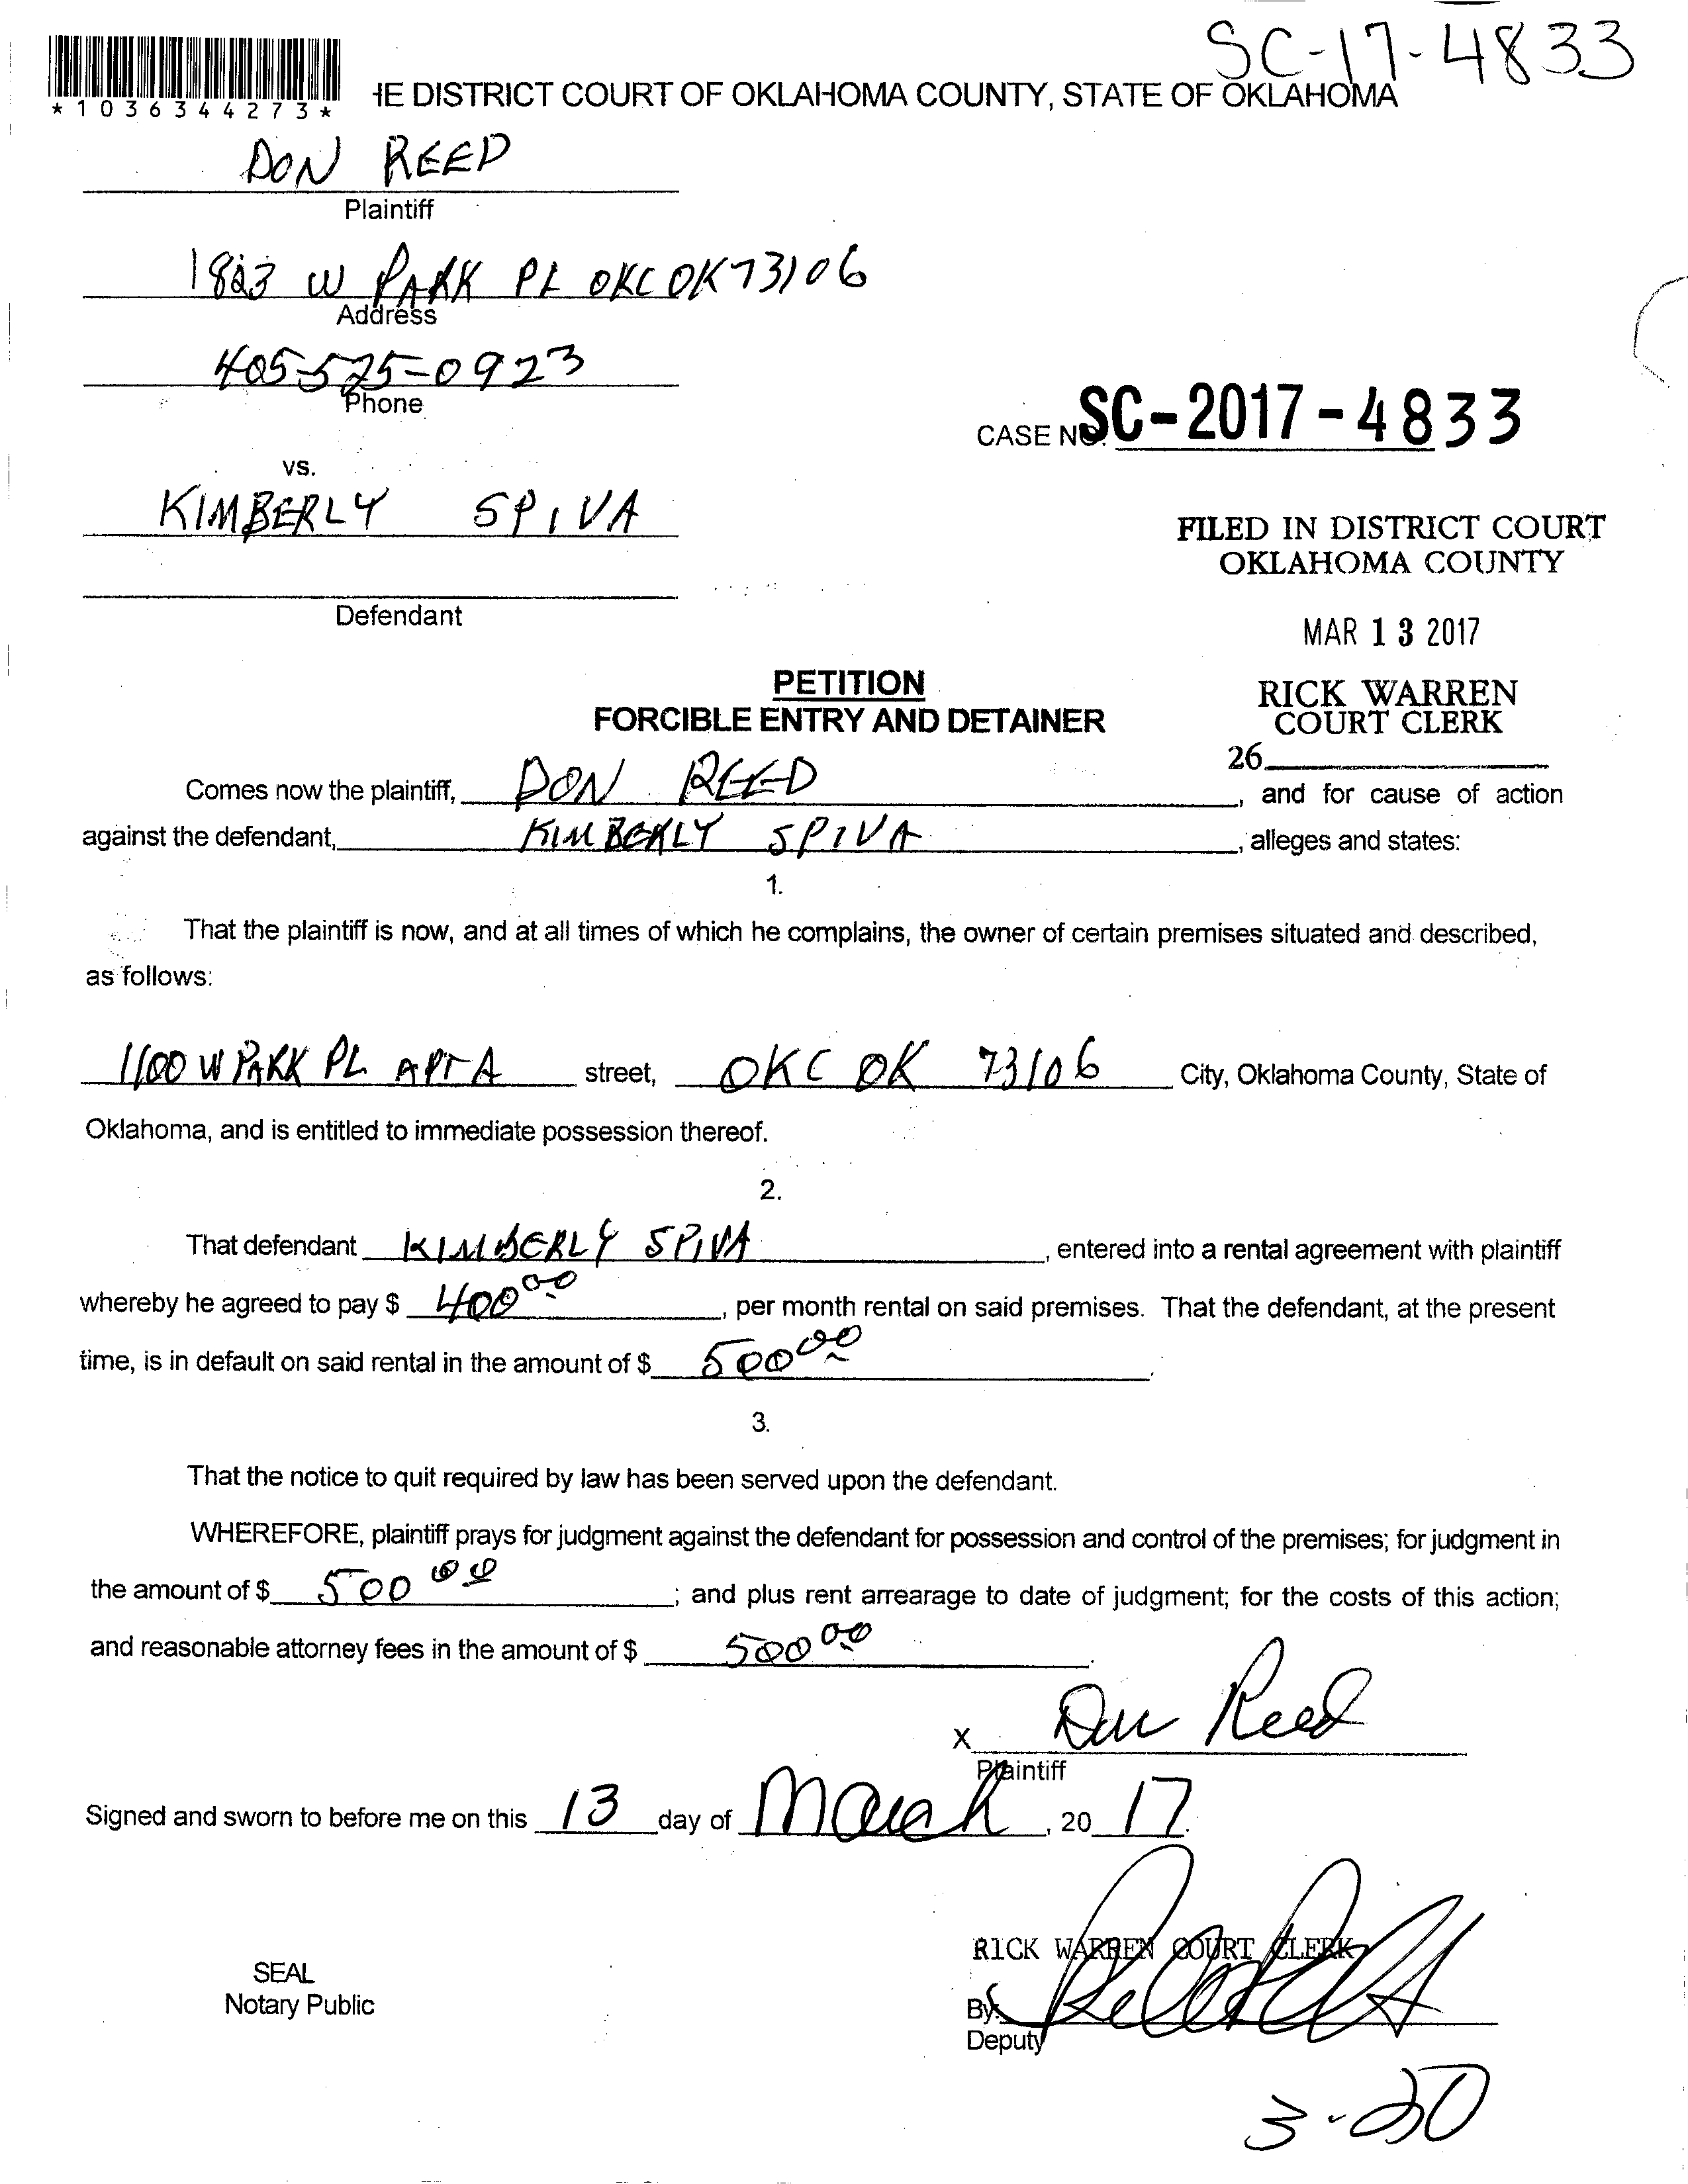 SC-17-4833
*1036344273*
HE DISTRICT COURT OF OKLAHOMA COUNTY, STATE OF OKLAHOMA
DON REED
Plaintiff
1823 W PARK PL OKC OK 73106
Address
405-525-0923
Phone
CASE NO. SC-2017-4833
vs.
KIMBERLY SPIVA
FILED IN DISTRICT COURT
OKLAHOMA COUNTY
Defendant
MAR 13 2017
PETITION
FORCIBLE ENTRY AND DETAINER
RICK WARREN
COURT CLERK
26
Comes now the plaintiff, DON REED, and for cause of action
against the defendant, KIMBERLY SPIVA, alleges and states:
1.
That the plaintiff is now, and at all times of which he complains, the owner of certain premises situated and described,
as follows:
1100 W PARK PL APT A street, OKC OK 73106 City, Oklahoma County, State of
Oklahoma, and is entitled to immediate possession thereof.
2.
That defendant KIMBERLY SPIVA, entered into a rental agreement with plaintiff
whereby he agreed to pay $ 400.00, per month rental on said premises. That the defendant, at the present
time, is in default on said rental in the amount of $ 500.00.
3.
That the notice to quit required by law has been served upon the defendant.
WHEREFORE, plaintiff prays for judgment against the defendant for possession and control of the premises; for judgment in
the amount of $ 500.00; and plus rent arrearage to date of judgment; for the costs of this action;
and reasonable attorney fees in the amount of $ 500.00.
X Don Reed
Plaintiff
Signed and sworn to before me on this 13 day of March, 2017.
RICK WARREN COURT CLERK
SEAL
Notary Public
By:
Deputy
3-20